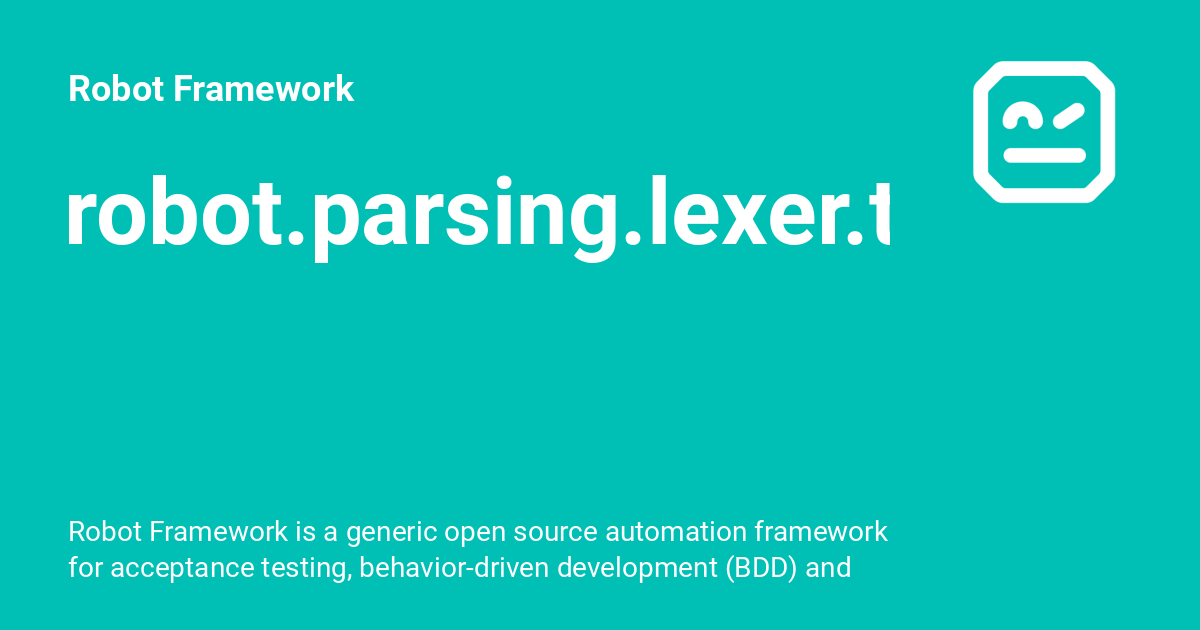 Robot Framework
robot.parsing.lexer.t
Robot Framework is a generic open source automation framework
for acceptance testing, behavior-driven development (BDD) and